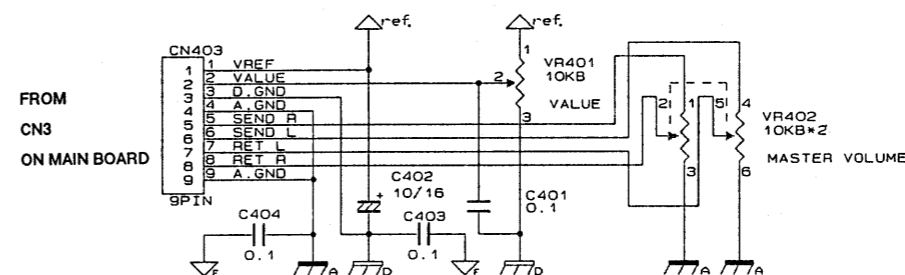 ref.
ref.
CN403
1 1 VREF
2 2 VALUE
3 3 D.GND
4 4 A.GND
5 5 SEND R
6 6 SEND L
7 7 RET L
8 8 RET R
9 9 A.GND
9PIN
FROM
CN3
ON MAIN BOARD
1
2
3
VR401
10KB
VALUE
2
1
3
5
4
6
VR402
10KB*2
MASTER VOLUME
C402
+
10/16
C401
0.1
C404
0.1
C403
0.1
F
A
D
F
D
A
A